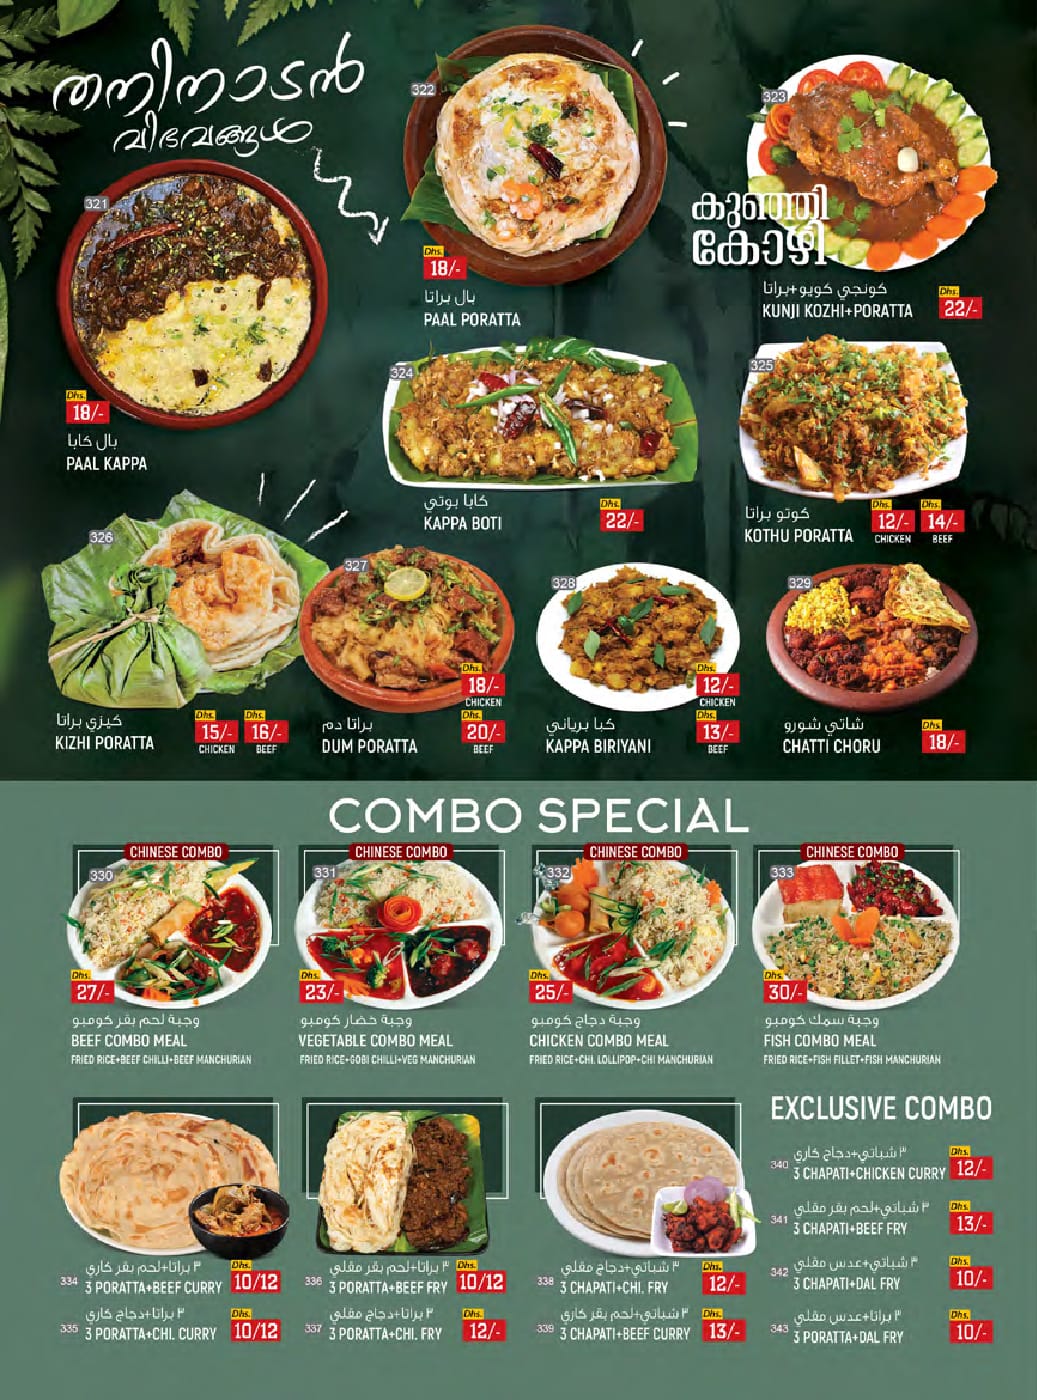 തനിനാടൻ
വിഭവങ്ങൾ
321
Dhs.
18/-
بال كابا
PAAL KAPPA
322
Dhs.
18/-
بال براتا
PAAL PORATTA
323
കുഞ്ഞി
കോഴി
كونجي كويو+براتا
KUNJI KOZHI+PORATTA
Dhs.
22/-
324
كابا بوتي
KAPPA BOTI
Dhs.
22/-
325
كوتو براتا
KOTHU PORATTA
Dhs. Dhs.
12/- 14/-
CHICKEN BEEF
326
كيزي براتا
KIZHI PORATTA
Dhs. Dhs.
15/- 16/-
CHICKEN BEEF
327
براتا دم
DUM PORATTA
Dhs.
18/-
CHICKEN
Dhs.
20/-
BEEF
328
كبا برياني
KAPPA BIRIYANI
Dhs.
12/-
CHICKEN
Dhs.
13/-
BEEF
329
شاتي شورو
CHATTI CHORU
Dhs.
18/-
COMBO SPECIAL
CHINESE COMBO
330
Dhs.
27/-
وجبة لحم بقر كومبو
BEEF COMBO MEAL
FRIED RICE+BEEF CHILLI+BEEF MANCHURIAN
CHINESE COMBO
331
Dhs.
23/-
وجبة خضار كومبو
VEGETABLE COMBO MEAL
FRIED RICE+GOBI CHILLI+VEG MANCHURIAN
CHINESE COMBO
332
Dhs.
25/-
وجبة دجاج كومبو
CHICKEN COMBO MEAL
FRIED RICE+CHI. LOLLIPOP+CHI MANCHURIAN
CHINESE COMBO
333
Dhs.
30/-
وجبة سمك كومبو
FISH COMBO MEAL
FRIED RICE+FISH FILLET+FISH MANCHURIAN
٣ براتا+لحم بقر كاري
334 3 PORATTA+BEEF CURRY
Dhs.
10/12
٣ براتا+دجاج كاري
335 3 PORATTA+CHI. CURRY
Dhs.
10/12
٣ براتا+لحم بقر مقلي
336 3 PORATTA+BEEF FRY
Dhs.
10/12
٣ براتا+دجاج مقلي
337 3 PORATTA+CHI. FRY
Dhs.
12/-
٣ شباتي+دجاج مقلي
338 3 CHAPATI+CHI. FRY
Dhs.
12/-
٣ شباتي+لحم بقر كاري
339 3 CHAPATI+BEEF CURRY
Dhs.
13/-
EXCLUSIVE COMBO
٣ شباتي+دجاج كاري
340 3 CHAPATI+CHICKEN CURRY
Dhs.
12/-
٣ شباتي+لحم بقر مقلي
341 3 CHAPATI+BEEF FRY
Dhs.
13/-
٣ شباتي+عدس مقلي
342 3 CHAPATI+DAL FRY
Dhs.
10/-
٣ براتا+عدس مقلي
343 3 PORATTA+DAL FRY
Dhs.
10/-